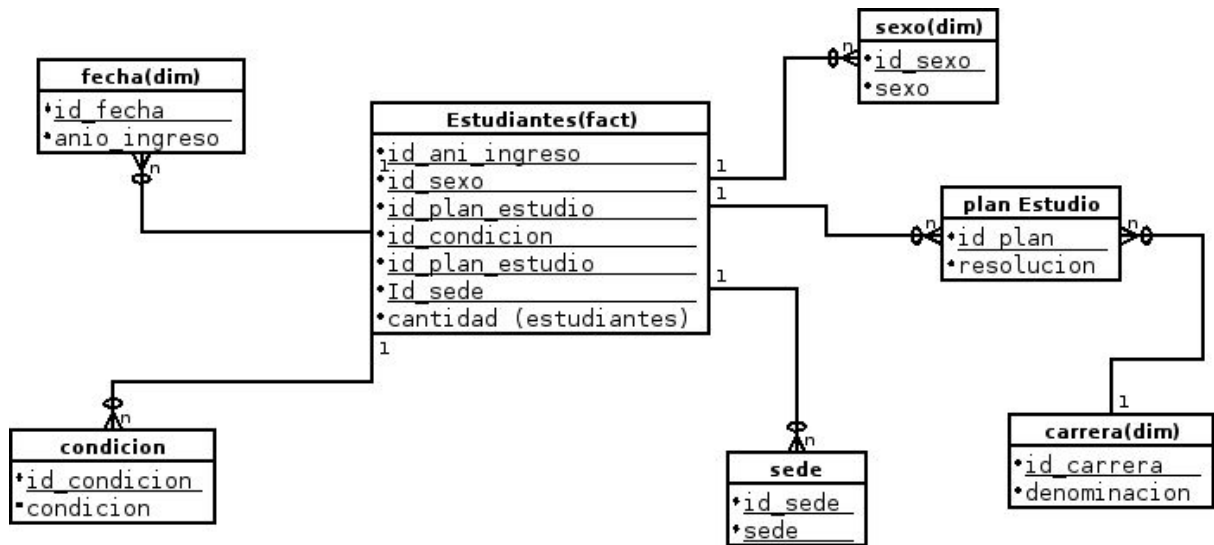 fecha(dim)
id_fecha
anio_ingreso
n
Estudiantes(fact)
id_ani_ingreso
id_sexo
id_plan_estudio
id_condicion
id_plan_estudio
Id_sede
cantidad (estudiantes)
1
1
1
1
1
sexo(dim)
id_sexo
sexo
n
plan Estudio
id_plan
resolucion
n
n
condicion
id_condicion
condicion
n
sede
id_sede
sede
n
carrera(dim)
id_carrera
denominacion
1